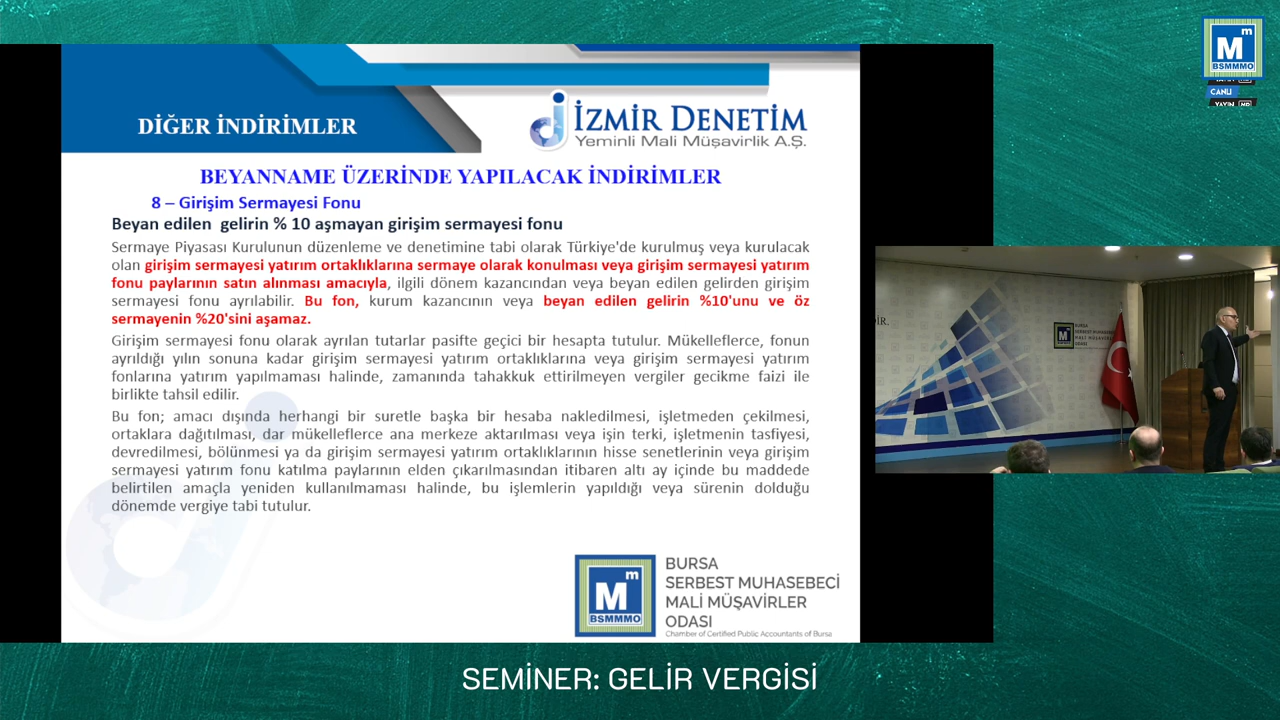 DİĞER İNDİRİMLER
İZMİR DENETİM
Yeminli Mali Müşavirlik A.Ş.
BEYANNAME ÜZERİNDE YAPILACAK İNDİRİMLER
8 – Girişim Sermayesi Fonu
Beyan edilen gelirin % 10 aşmayan girişim sermayesi fonu
Sermaye Piyasası Kurulunun düzenleme ve denetimine tabi olarak Türkiye'de kurulmuş veya kurulacak
olan girişim sermayesi yatırım ortaklıklarına sermaye olarak konulması veya girişim sermayesi yatırım
fonu paylarının satın alınması amacıyla, ilgili dönem kazancından veya beyan edilen gelirden girişim
sermayesi fonu ayrılabilir. Bu fon, kurum kazancının veya beyan edilen gelirin %10'unu ve öz
sermayenin %20'sini aşamaz.
Girişim sermayesi fonu olarak ayrılan tutarlar pasifte geçici bir hesapta tutulur. Mükelleflerce, fonun
ayrıldığı yılın sonuna kadar girişim sermayesi yatırım ortaklıklarına veya girişim sermayesi yatırım
fonlarına yatırım yapılmaması halinde, zamanında tahakkuk ettirilmeyen vergiler gecikme faizi ile
birlikte tahsil edilir.
Bu fon; amacı dışında herhangi bir suretle başka bir hesaba nakledilmesi, işletmeden çekilmesi,
ortaklara dağıtılması, dar mükelleflerce ana merkeze aktarılması veya işin terki, işletmenin tasfiyesi,
devredilmesi, bölünmesi ya da girişim sermayesi yatırım ortaklıklarının hisse senetlerinin veya girişim
sermayesi yatırım fonu katılma paylarının elden çıkarılmasından itibaren altı ay içinde bu maddede
belirtilen amaçla yeniden kullanılmaması halinde, bu işlemlerin yapıldığı veya sürenin dolduğu
dönemde vergiye tabi tutulur.
M m
BSMMMO
BURSA
SERBEST MUHASEBECİ
MALİ MÜŞAVİRLER
ODASI
Chamber of Certified Public Accountants of Bursa
M m
BSMMMO
CANLI
YAYIN
BURSA
SERBEST MUHASEBECİ
MALİ MÜŞAVİRLER
ODASI
SEMİNER: GELİR VERGİSİ